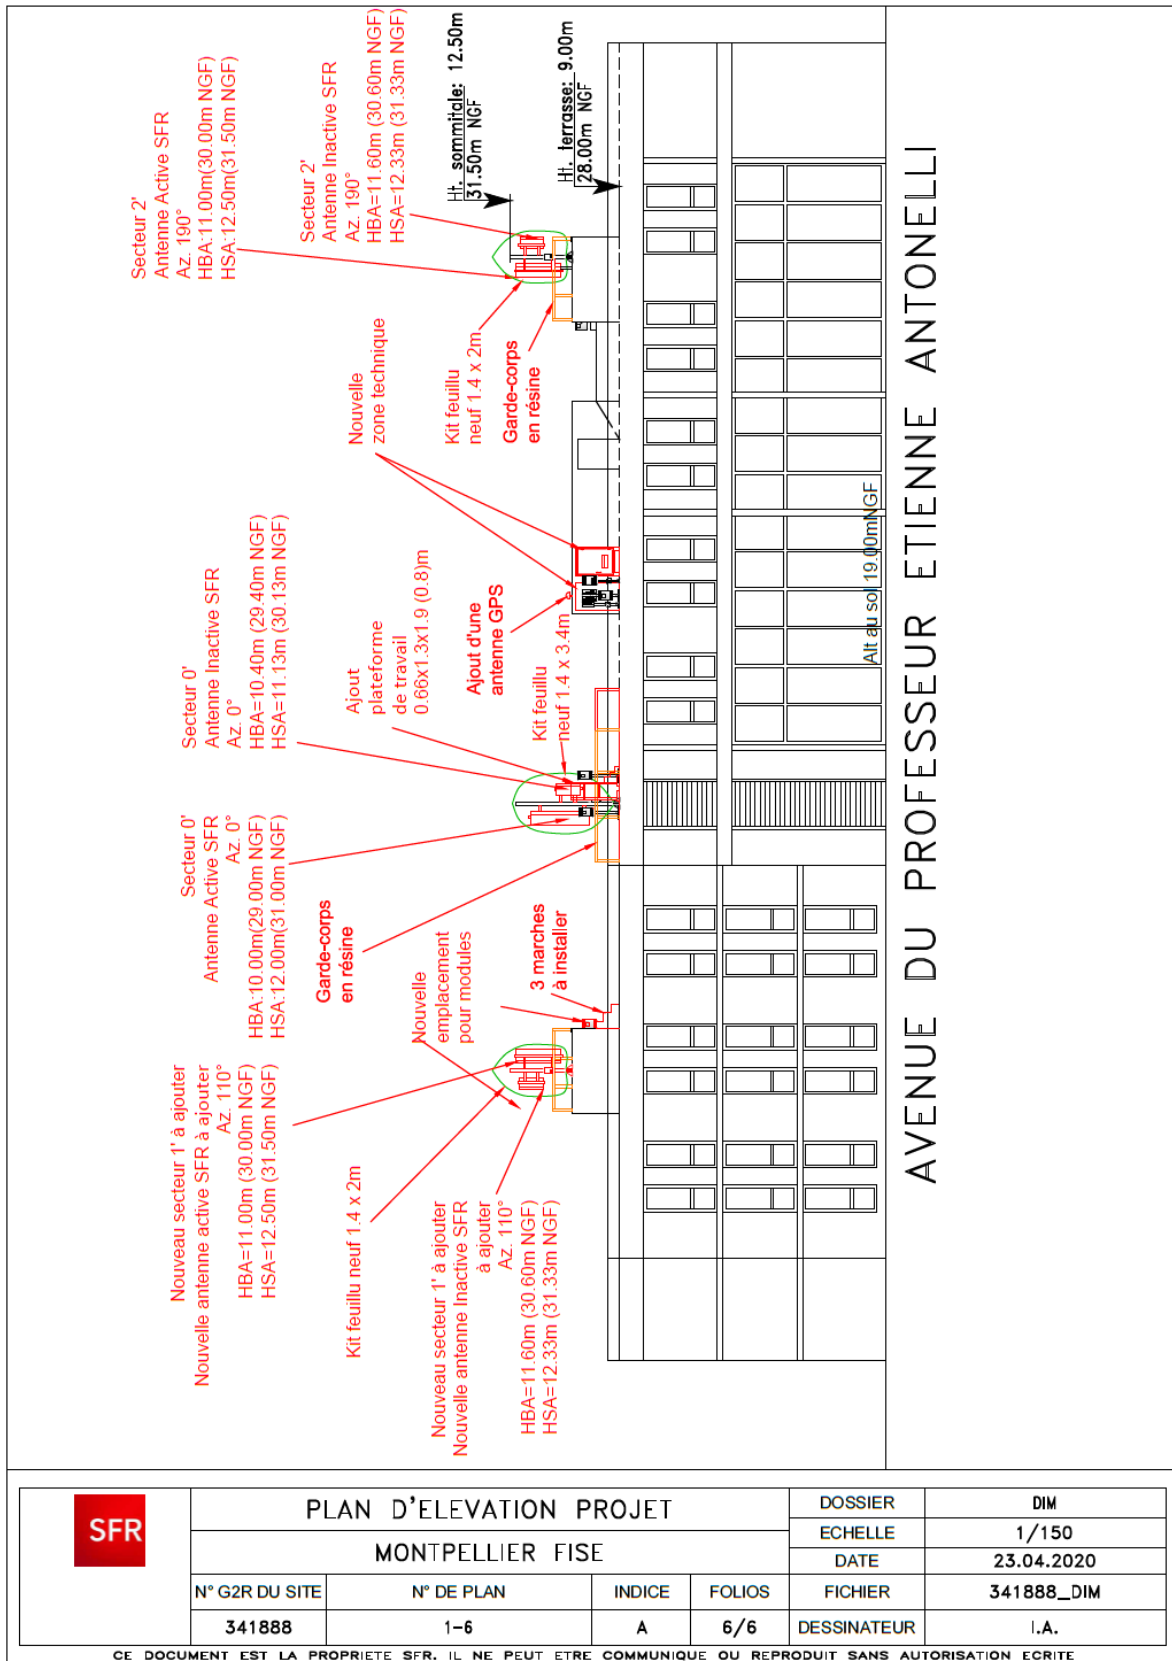 Secteur 2'
Antenne Active SFR
Az. 190°
HBA:11.00m(30.00m NGF)
HSA:12.50m(31.50m NGF)
Secteur 2'
Antenne Inactive SFR
Az. 190°
HBA=11.60m (30.60m NGF)
HSA=12.33m (31.33m NGF)
Ht. sommitale: 12.50m
31.50m NGF
Ht. terrasse: 9.00m
28.00m NGF
Nouvelle
zone technique
Kit feuillu
neuf 1.4 x 2m
Garde-corps
en résine
Secteur 0'
Antenne Inactive SFR
Az. 0°
HBA=10.40m (29.40m NGF)
HSA=11.13m (30.13m NGF)
Ajout
plateforme
de travail
0.66x1.3x1.9 (0.8)m
Ajout d'une
antenne GPS
Kit feuillu
neuf 1.4 x 3.4m
Secteur 0'
Antenne Active SFR
Az. 0°
HBA:10.00m(29.00m NGF)
HSA:12.00m(31.00m NGF)
Garde-corps
en résine
Nouvelle
emplacement
pour modules
3 marches
à installer
Nouveau secteur 1' à ajouter
Nouvelle antenne active SFR à ajouter
Az. 110°
HBA=11.00m (30.00m NGF)
HSA=12.50m (31.50m NGF)
Kit feuillu neuf 1.4 x 2m
Nouveau secteur 1' à ajouter
Nouvelle antenne Inactive SFR
à ajouter
Az. 110°
HBA=11.60m (30.60m NGF)
HSA=12.33m (31.33m NGF)
Alt au sol 19.00mNGF
AVENUE DU PROFESSEUR ETIENNE ANTONELLI
SFR
PLAN D'ELEVATION PROJET
MONTPELLIER FISE
DOSSIER DIM
ECHELLE 1/150
DATE 23.04.2020
N° G2R DU SITE N° DE PLAN INDICE FOLIOS FICHIER 341888_DIM
341888 1-6 A 6/6 DESSINATEUR I.A.
CE DOCUMENT EST LA PROPRIETE SFR. IL NE PEUT ETRE COMMUNIQUE OU REPRODUIT SANS AUTORISATION ECRITE